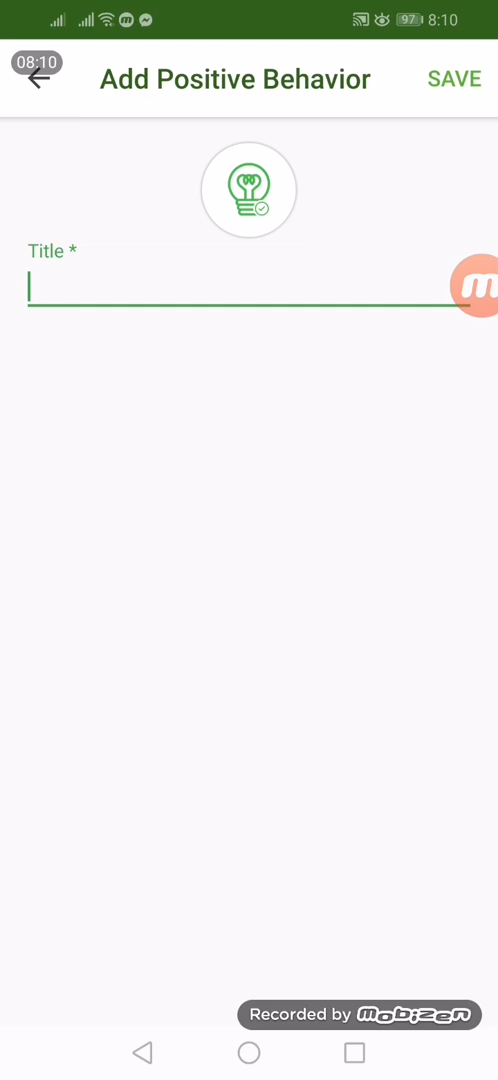 97 8:10
08:10
Add Positive Behavior SAVE
Title *
Recorded by Mobizen